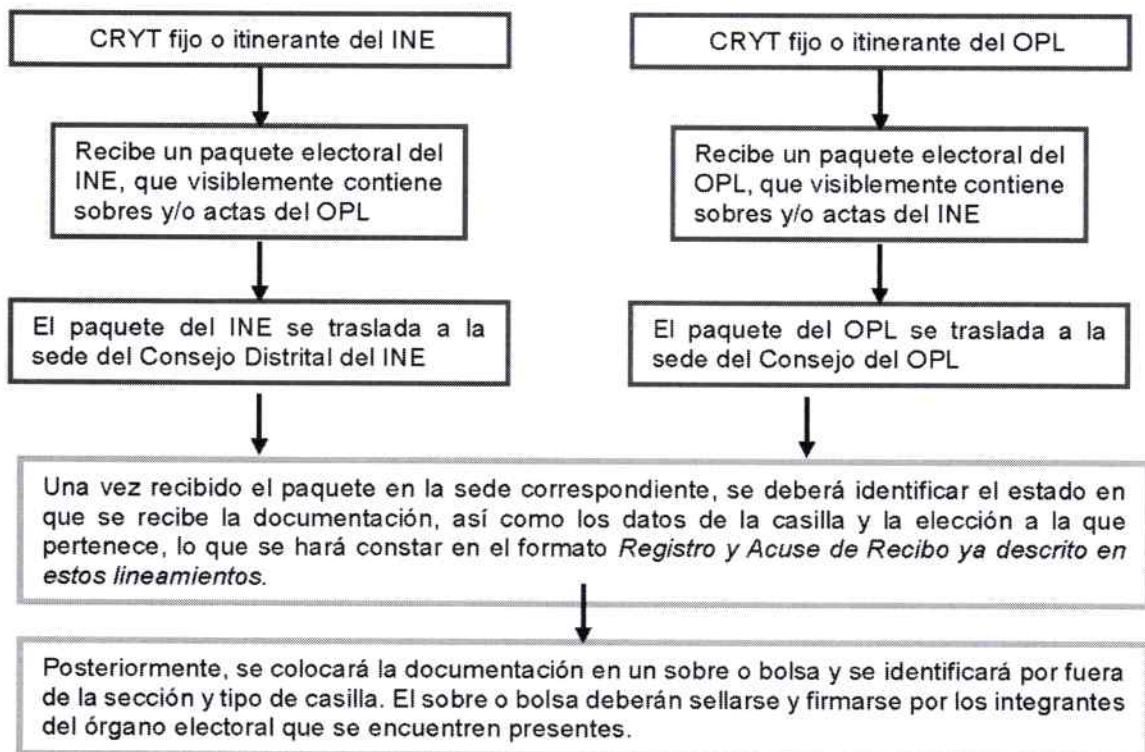 CRYT fijo o itinerante del INE
CRYT fijo o itinerante del OPL
Recibe un paquete electoral del
INE, que visiblemente contiene
sobres y/o actas del OPL
Recibe un paquete electoral del
OPL, que visiblemente contiene
sobres y/o actas del INE
El paquete del INE se traslada a la
sede del Consejo Distrital del INE
El paquete del OPL se traslada a la
sede del Consejo del OPL
Una vez recibido el paquete en la sede correspondiente, se deberá identificar el estado en
que se recibe la documentación, así como los datos de la casilla y la elección a la que
pertenece, lo que se hará constar en el formato Registro y Acuse de Recibo ya descrito en
estos lineamientos.
Posteriormente, se colocará la documentación en un sobre o bolsa y se identificará por fuera
de la sección y tipo de casilla. El sobre o bolsa deberán sellarse y firmarse por los integrantes
del órgano electoral que se encuentren presentes.